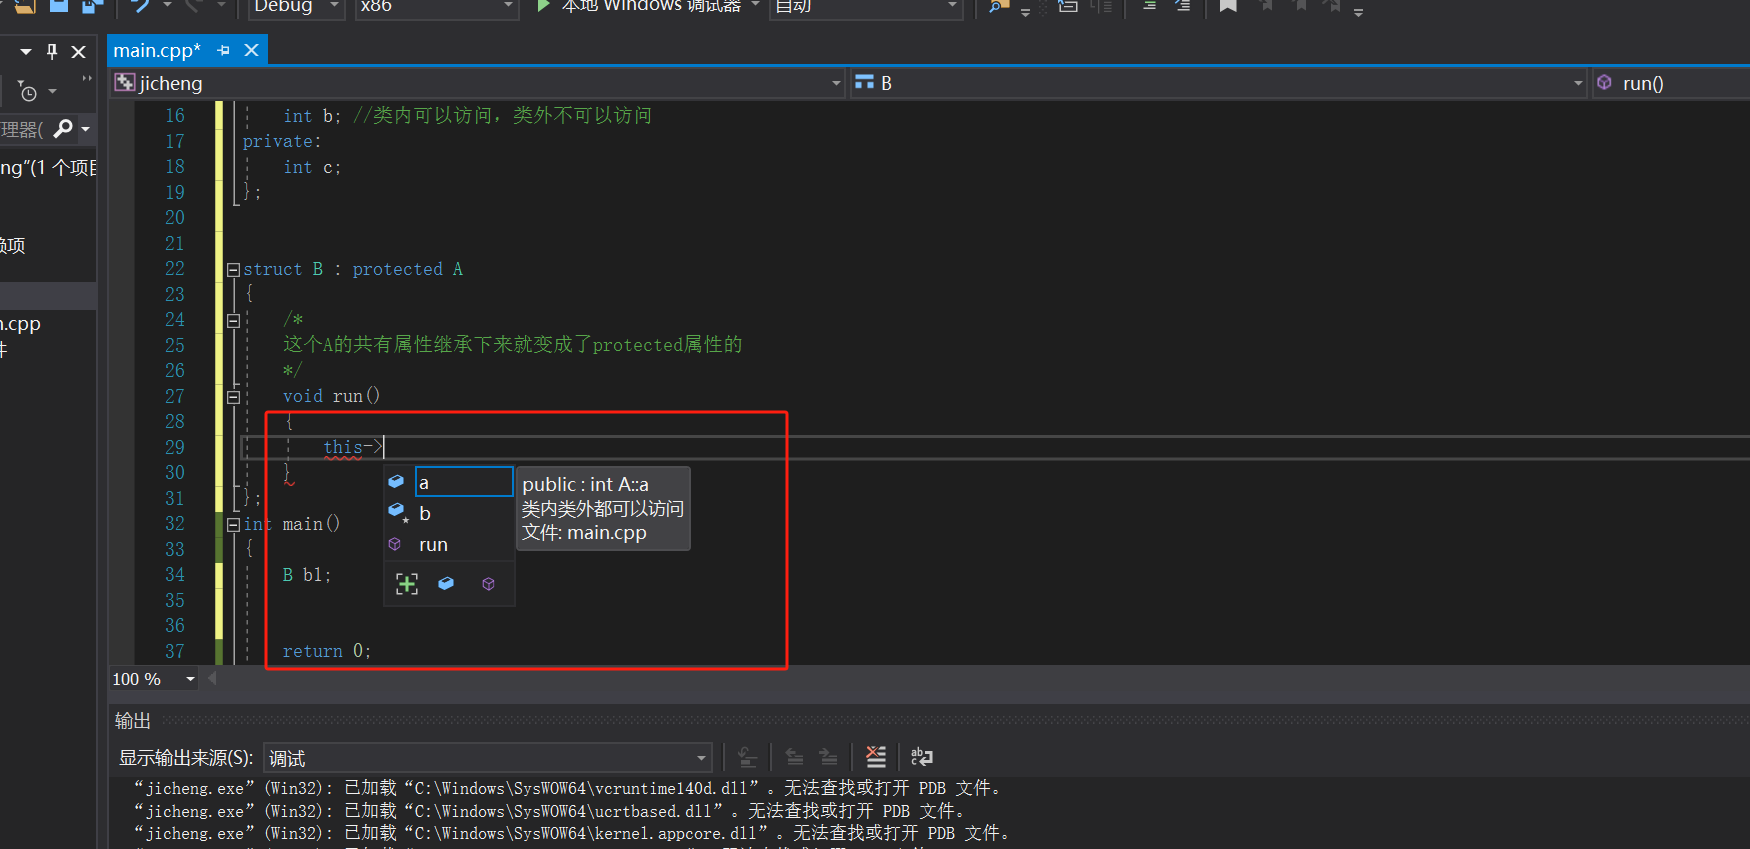 Debug
x86
本地 Windows 调试器
自动
main.cpp*
jicheng
B
run()
理器(
ng"(1 个项目
赖项
n.cpp
件
16 int b; //类内可以访问，类外不可以访问
17 private:
18 int c;
19 };
20
21
22 struct B : protected A
23 {
24 /*
25 这个A的共有属性继承下来就变成了protected属性的
26 */
27 void run()
28 {
29 this->
30 }
31 };
32 int main()
33 {
34 B bl;
35
36
37 return 0;
a
b
run
public : int A::a
类内类外都可以访问
文件: main.cpp
100 %
输出
显示输出来源(S): 调试
“jicheng.exe”(Win32): 已加载“C:\Windows\SysWOW64\vcruntime140d.dll”。无法查找或打开 PDB 文件。
“jicheng.exe”(Win32): 已加载“C:\Windows\SysWOW64\ucrtbased.dll”。无法查找或打开 PDB 文件。
“jicheng.exe”(Win32): 已加载“C:\Windows\SysWOW64\kernel.appcore.dll”。无法查找或打开 PDB 文件。